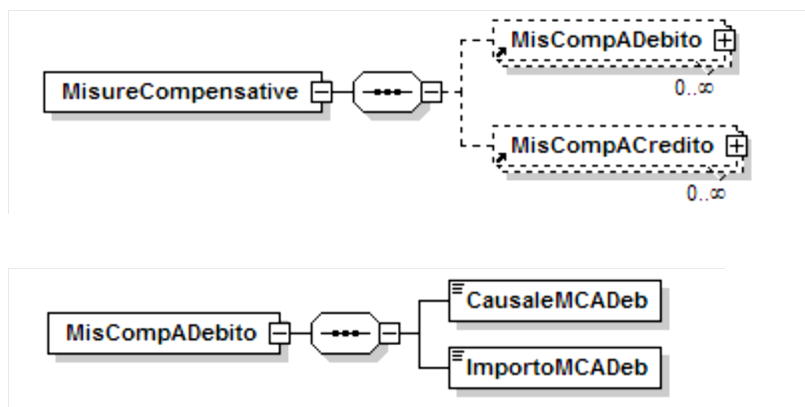 MisCompADebito
0..∞
MisureCompensative
MisCompACredito
0..∞
CausaleMCADeb
MisCompADebito
ImportoMCADeb